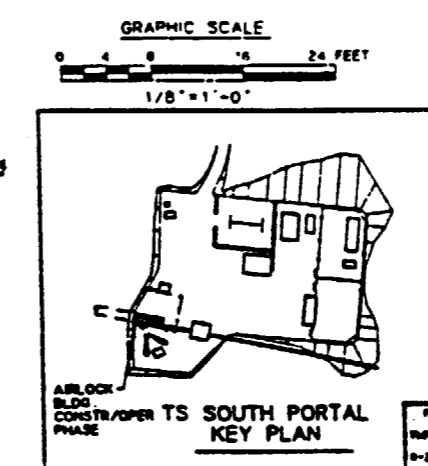 GRAPHIC SCALE
0 4 8 16 24 FEET
1/8"=1'-0"
AIRLOCK
BLDG.
CONSTR/OPER
PHASE
TS SOUTH PORTAL
KEY PLAN